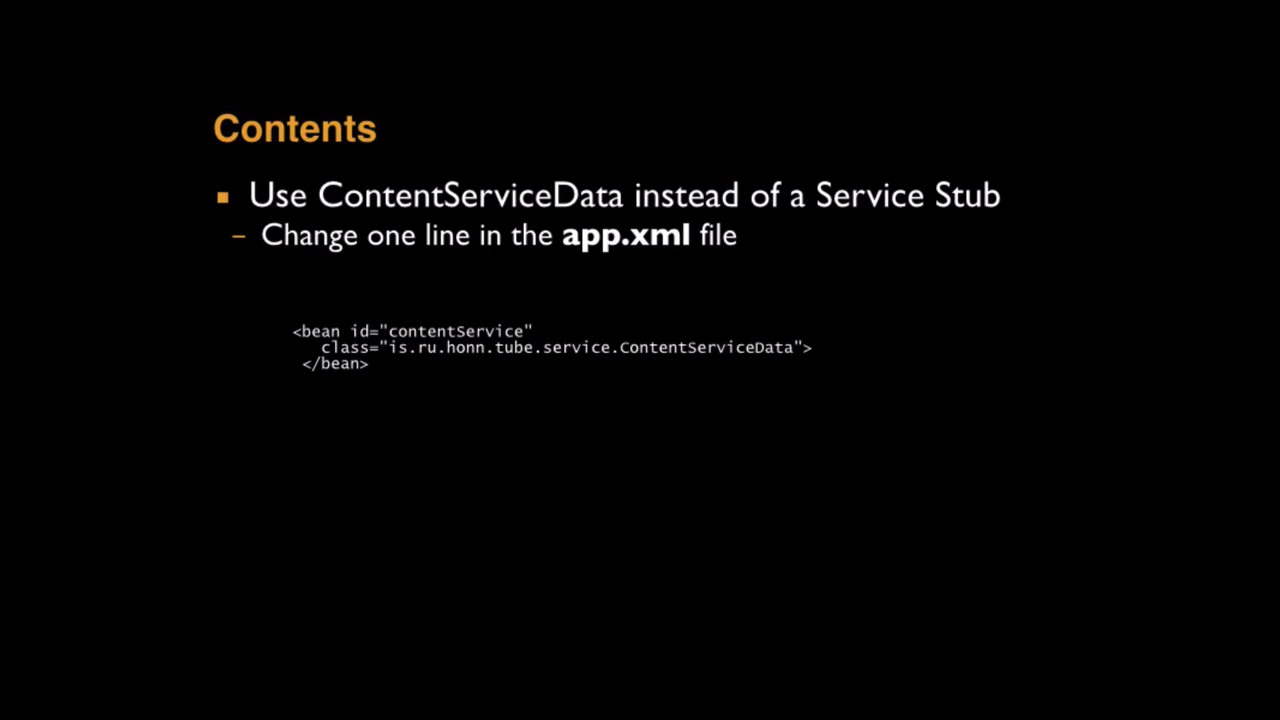 Contents
▪ Use ContentServiceData instead of a Service Stub
– Change one line in the app.xml file
<bean id="contentService"
class="is.ru.honn.tube.service.ContentServiceData">
</bean>